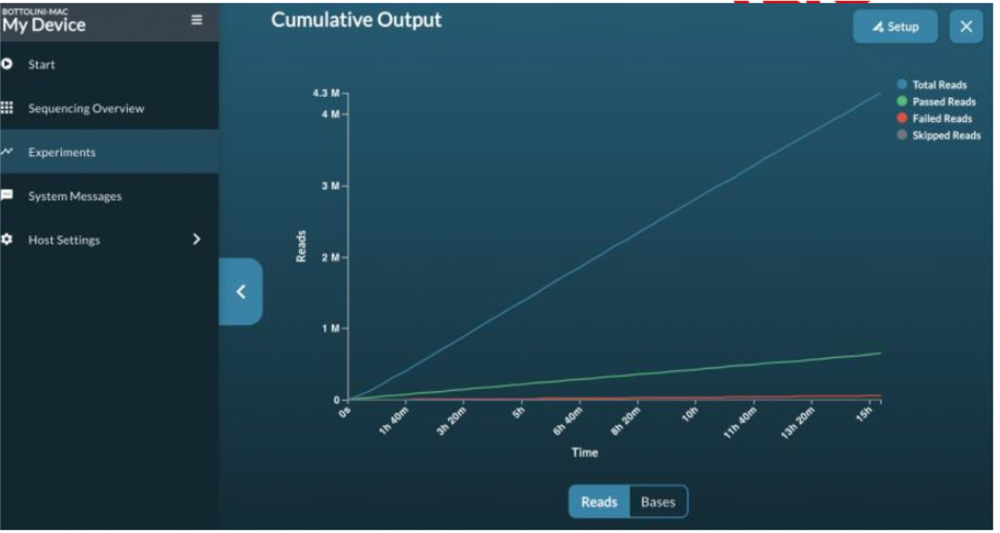 BOTTOLINI-MAC
My Device
Start
Sequencing Overview
Experiments
System Messages
Host Settings
Cumulative Output
Setup
Total Reads
Passed Reads
Failed Reads
Skipped Reads
Reads
4.3 M
4 M
3 M
2 M
1 M
0
0s
1h 40m
3h 20m
5h
6h 40m
8h 20m
10h
11h 40m
13h 20m
15h
Time
Reads
Bases